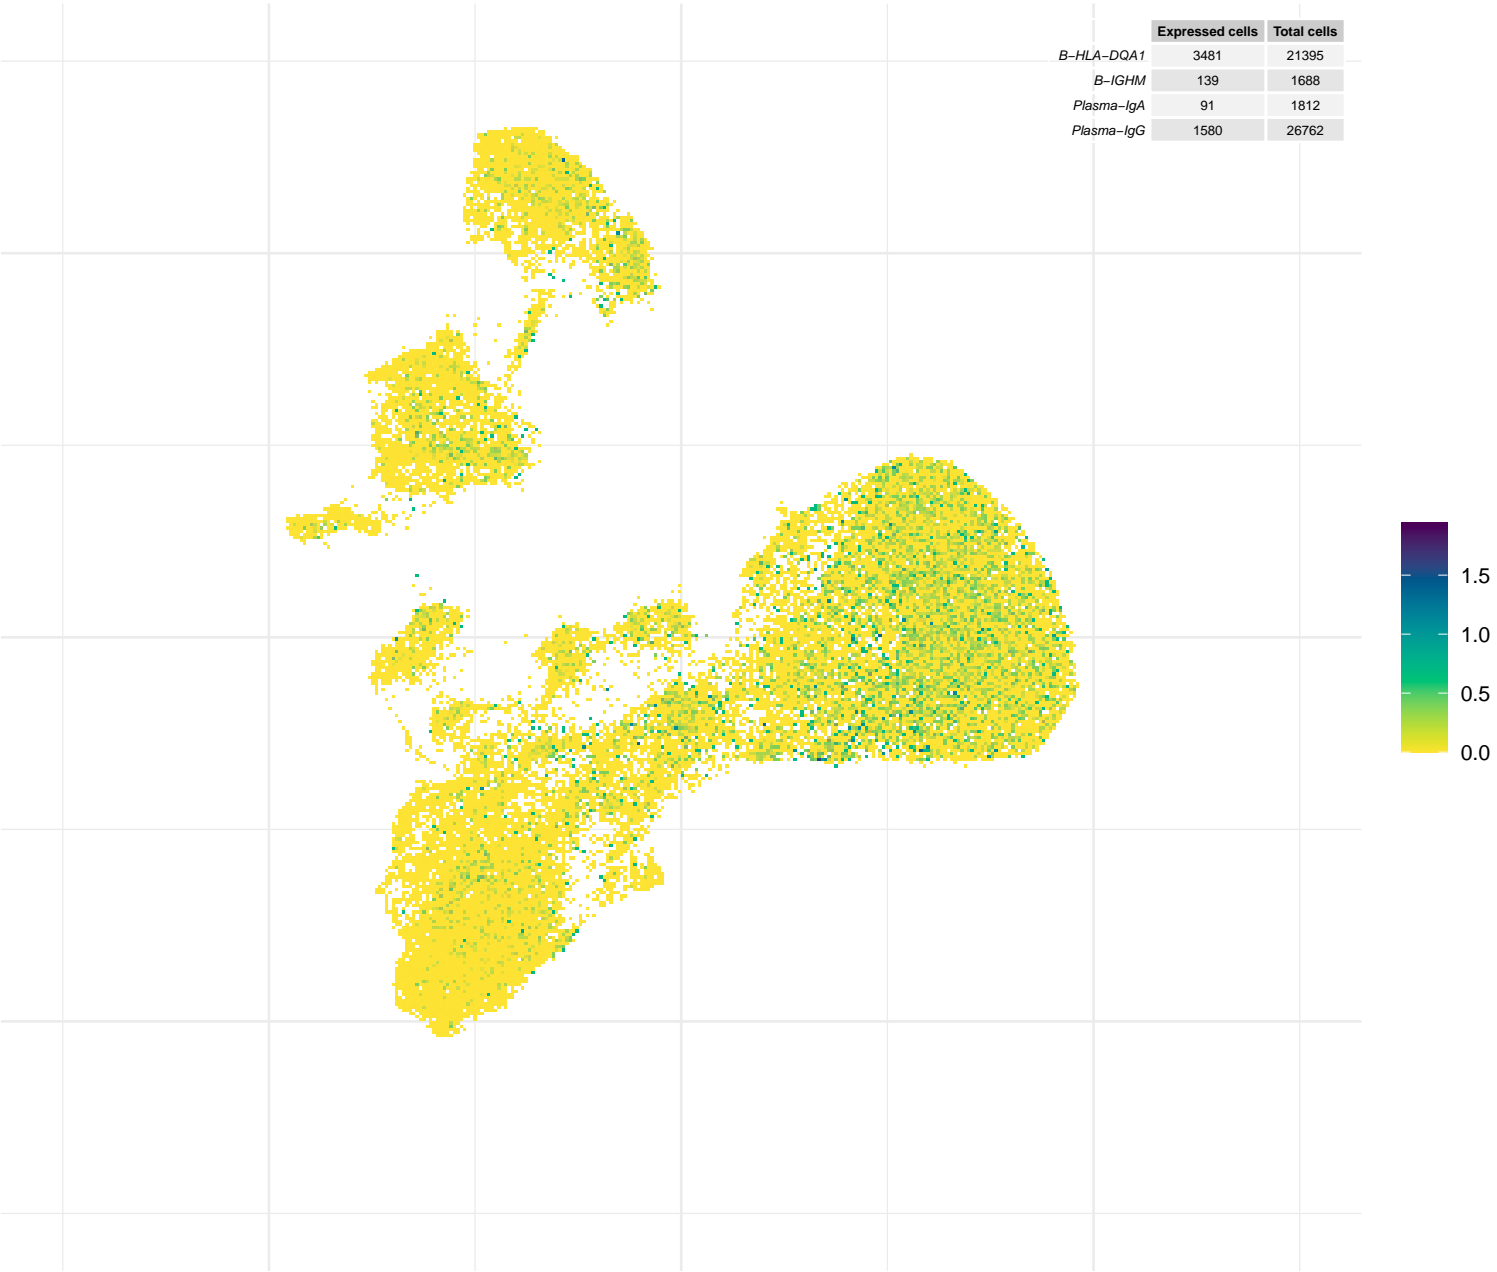 Expressed cells Total cells
B−HLA−DQA1 3481 21395
B−IGHM 139 1688
Plasma−IgA 91 1812
Plasma−IgG 1580 26762
1.5
1.0
0.5
0.0